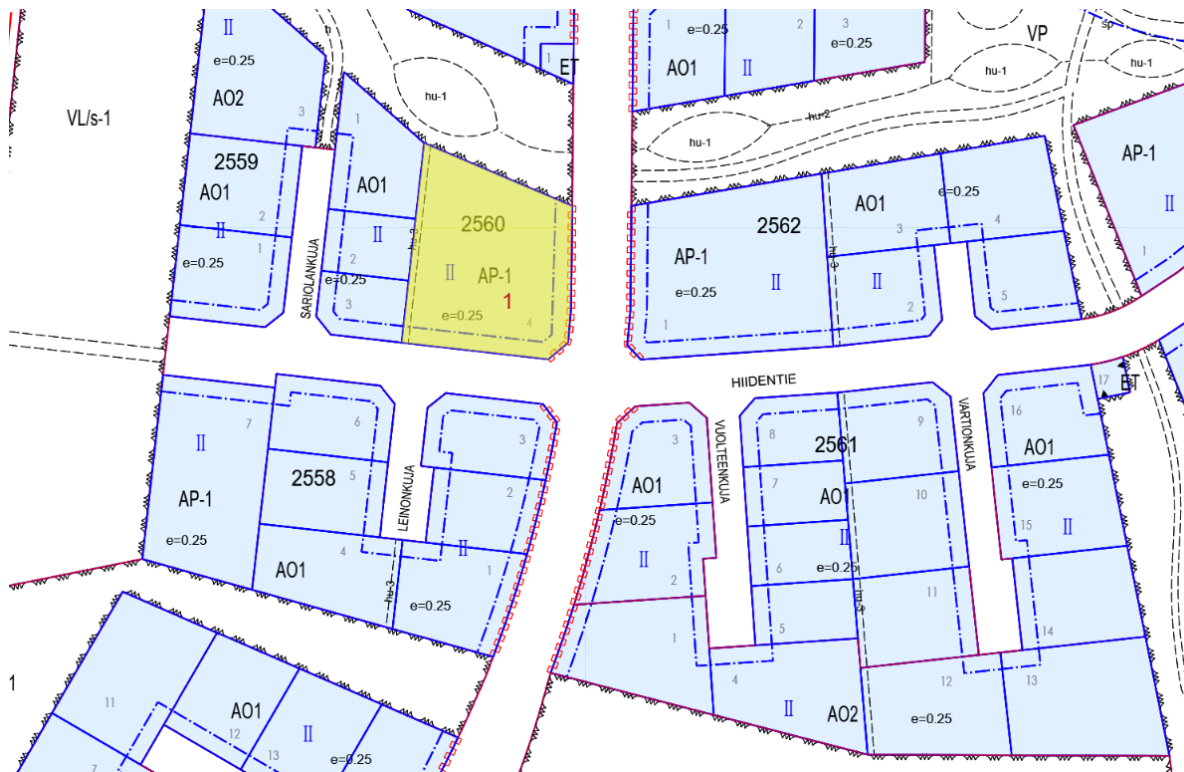 II
e=0.25
AO2
VL/s-1
3
h
1
ET
hu-1
1
e=0.25
2
3
e=0.25
AO1
II
VP
sp
hu-1
hu-1
hu-2
hu-1
AP-1
II
1
2559
AO1
2
II
1
e=0.25
SARIOLANKUJA
1
AO1
II
2
e=0.25
3
hu-3
2560
II
AP-1
1
e=0.25
4
AP-1
e=0.25
II
1
2562
AO1
3
e=0.25
4
hu-3
II
2
5
HIIDENTIE
7
II
AP-1
e=0.25
6
5
2558
4
AO1
hu-3
LEINONKUJA
3
2
II
1
e=0.25
3
AO1
e=0.25
II
2
1
VUOLTEENKUJA
8
2561
7
AO1
II
6
e=0.25
5
hu-3
9
10
11
VARTIONKUJA
16
17
ET
AO1
e=0.25
15
II
14
4
II
AO2
12
e=0.25
13
1
11
AO1
12
II
13
e=0.25
7